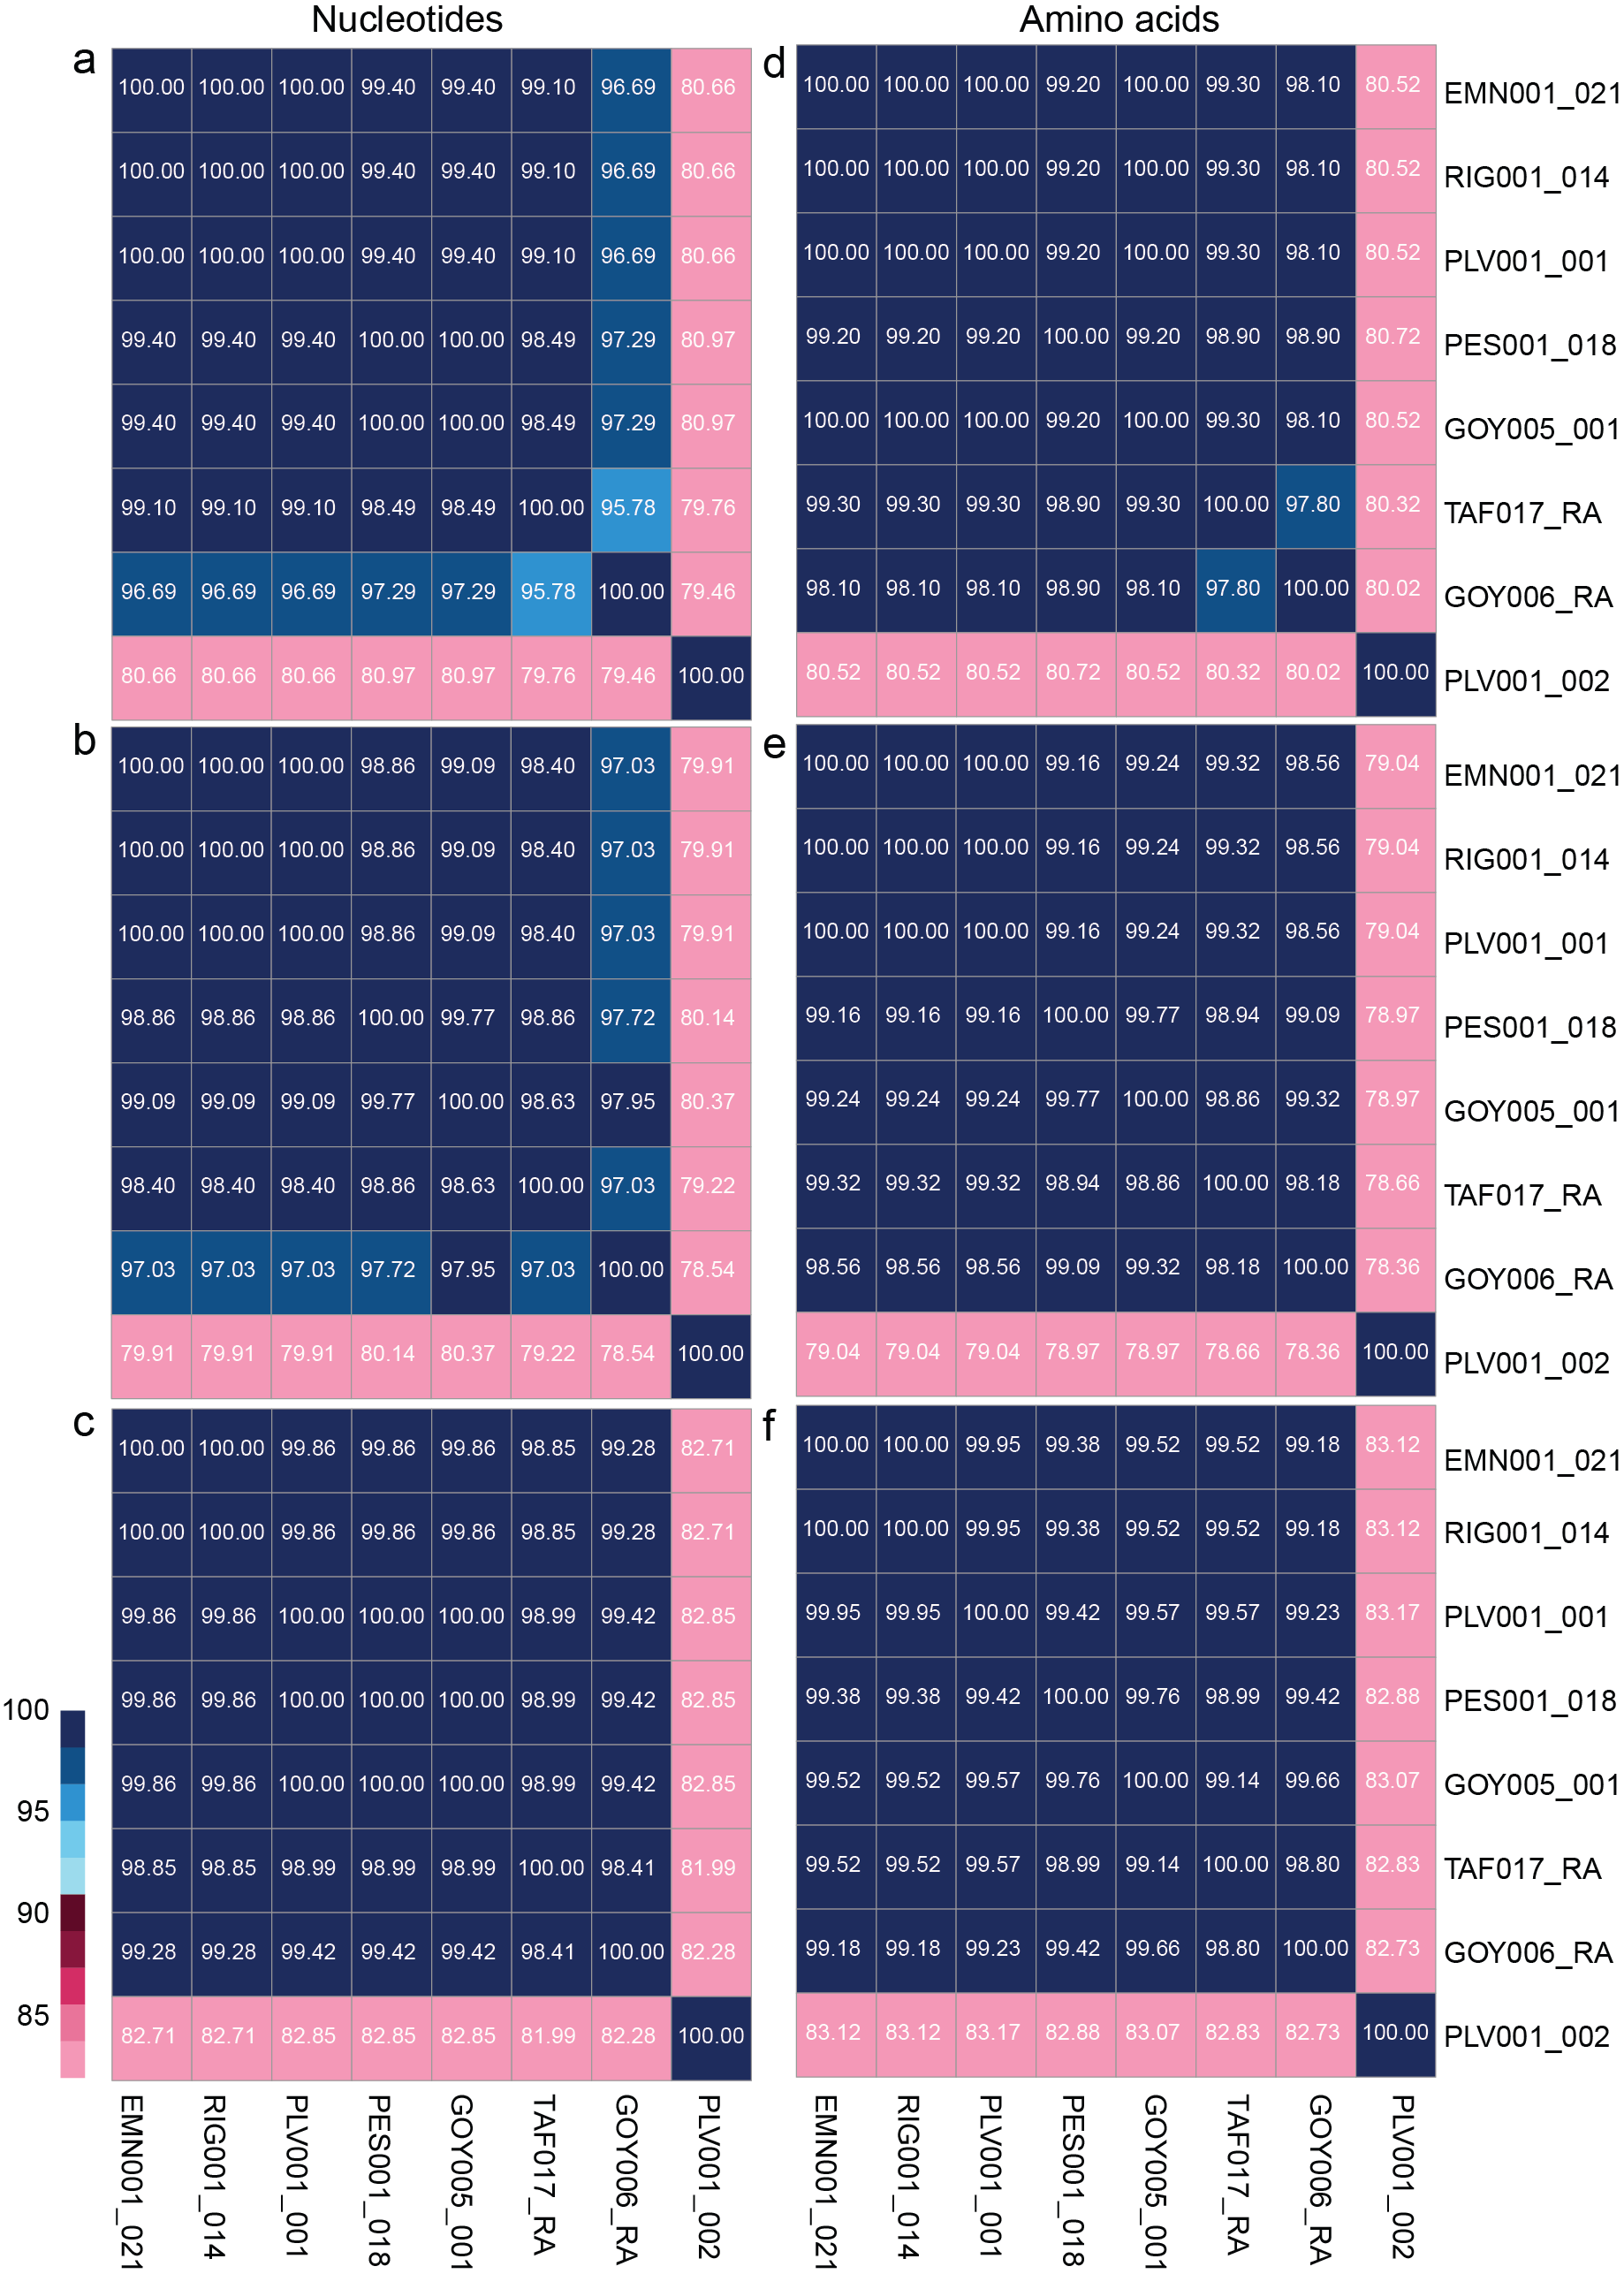 Nucleotides
Amino acids
a
100.00 100.00 100.00 99.40 99.40 99.10 96.69 80.66
100.00 100.00 100.00 99.40 99.40 99.10 96.69 80.66
100.00 100.00 100.00 99.40 99.40 99.10 96.69 80.66
99.40 99.40 99.40 100.00 100.00 98.49 97.29 80.97
99.40 99.40 99.40 100.00 100.00 98.49 97.29 80.97
99.10 99.10 99.10 98.49 98.49 100.00 95.78 79.76
96.69 96.69 96.69 97.29 97.29 95.78 100.00 79.46
80.66 80.66 80.66 80.97 80.97 79.76 79.46 100.00
d
100.00 100.00 100.00 99.20 100.00 99.30 98.10 80.52 EMN001_021
100.00 100.00 100.00 99.20 100.00 99.30 98.10 80.52 RIG001_014
100.00 100.00 100.00 99.20 100.00 99.30 98.10 80.52 PLV001_001
99.20 99.20 99.20 100.00 99.20 98.90 98.90 80.72 PES001_018
100.00 100.00 100.00 99.20 100.00 99.30 98.10 80.52 GOY005_001
99.30 99.30 99.30 98.90 99.30 100.00 97.80 80.32 TAF017_RA
98.10 98.10 98.10 98.90 98.10 97.80 100.00 80.02 GOY006_RA
80.52 80.52 80.52 80.72 80.52 80.32 80.02 100.00 PLV001_002
b
100.00 100.00 100.00 98.86 99.09 98.40 97.03 79.91
100.00 100.00 100.00 98.86 99.09 98.40 97.03 79.91
100.00 100.00 100.00 98.86 99.09 98.40 97.03 79.91
98.86 98.86 98.86 100.00 99.77 98.86 97.72 80.14
99.09 99.09 99.09 99.77 100.00 98.63 97.95 80.37
98.40 98.40 98.40 98.86 98.63 100.00 97.03 79.22
97.03 97.03 97.03 97.72 97.95 97.03 100.00 78.54
79.91 79.91 79.91 80.14 80.37 79.22 78.54 100.00
e
100.00 100.00 100.00 99.16 99.24 99.32 98.56 79.04 EMN001_021
100.00 100.00 100.00 99.16 99.24 99.32 98.56 79.04 RIG001_014
100.00 100.00 100.00 99.16 99.24 99.32 98.56 79.04 PLV001_001
99.16 99.16 99.16 100.00 99.77 98.94 99.09 78.97 PES001_018
99.24 99.24 99.24 99.77 100.00 98.86 99.32 78.97 GOY005_001
99.32 99.32 99.32 98.94 98.86 100.00 98.18 78.66 TAF017_RA
98.56 98.56 98.56 99.09 99.32 98.18 100.00 78.36 GOY006_RA
79.04 79.04 79.04 78.97 78.97 78.66 78.36 100.00 PLV001_002
c
100.00 100.00 99.86 99.86 99.86 98.85 99.28 82.71
100.00 100.00 99.86 99.86 99.86 98.85 99.28 82.71
99.86 99.86 100.00 100.00 100.00 98.99 99.42 82.85
99.86 99.86 100.00 100.00 100.00 98.99 99.42 82.85
99.86 99.86 100.00 100.00 100.00 98.99 99.42 82.85
98.85 98.85 98.99 98.99 98.99 100.00 98.41 81.99
99.28 99.28 99.42 99.42 99.42 98.41 100.00 82.28
82.71 82.71 82.85 82.85 82.85 81.99 82.28 100.00
f
100.00 100.00 99.95 99.38 99.52 99.52 99.18 83.12 EMN001_021
100.00 100.00 99.95 99.38 99.52 99.52 99.18 83.12 RIG001_014
99.95 99.95 100.00 99.42 99.57 99.57 99.23 83.17 PLV001_001
99.38 99.38 99.42 100.00 99.76 98.99 99.42 82.88 PES001_018
99.52 99.52 99.57 99.76 100.00 99.14 99.66 83.07 GOY005_001
99.52 99.52 99.57 98.99 99.14 100.00 98.80 82.83 TAF017_RA
99.18 99.18 99.23 99.42 99.66 98.80 100.00 82.73 GOY006_RA
83.12 83.12 83.17 82.88 83.07 82.83 82.73 100.00 PLV001_002
100
95
90
85
EMN001_021
RIG001_014
PLV001_001
PES001_018
GOY005_001
TAF017_RA
GOY006_RA
PLV001_002
EMN001_021
RIG001_014
PLV001_001
PES001_018
GOY005_001
TAF017_RA
GOY006_RA
PLV001_002